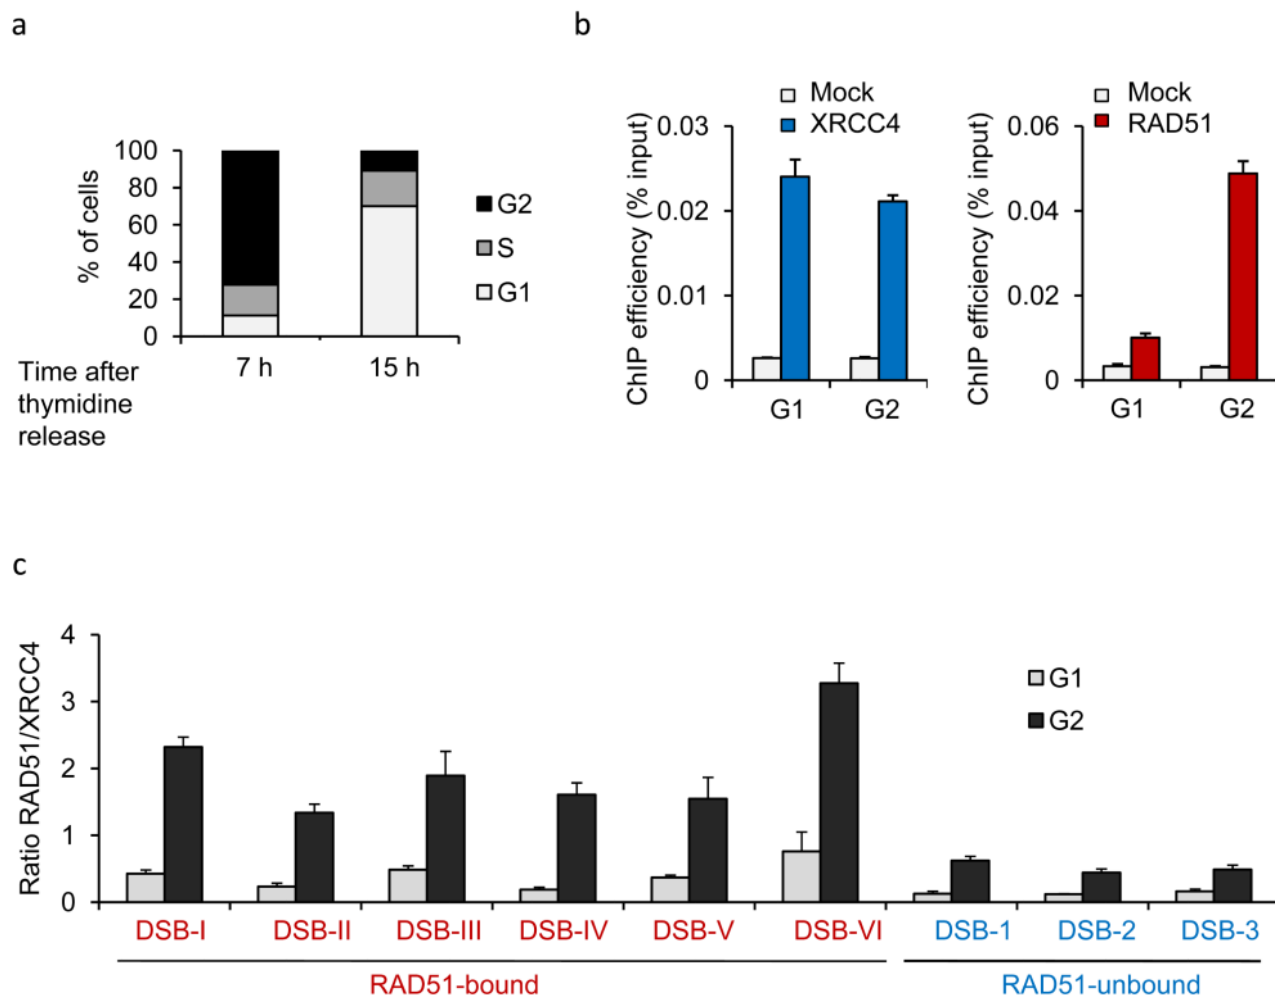 a
100
80
60
40
20
0
% of cells
G2
S
G1
7 h
15 h
Time after
thymidine
release
b
Mock
XRCC4
0.03
0.02
0.01
0
ChIP efficiency (% input)
G1
G2
Mock
RAD51
0.06
0.04
0.02
0
ChIP efficiency (% input)
G1
G2
c
4
3
2
1
0
Ratio RAD51/XRCC4
G1
G2
DSB-I
DSB-II
DSB-III
DSB-IV
DSB-V
DSB-VI
DSB-1
DSB-2
DSB-3
RAD51-bound
RAD51-unbound